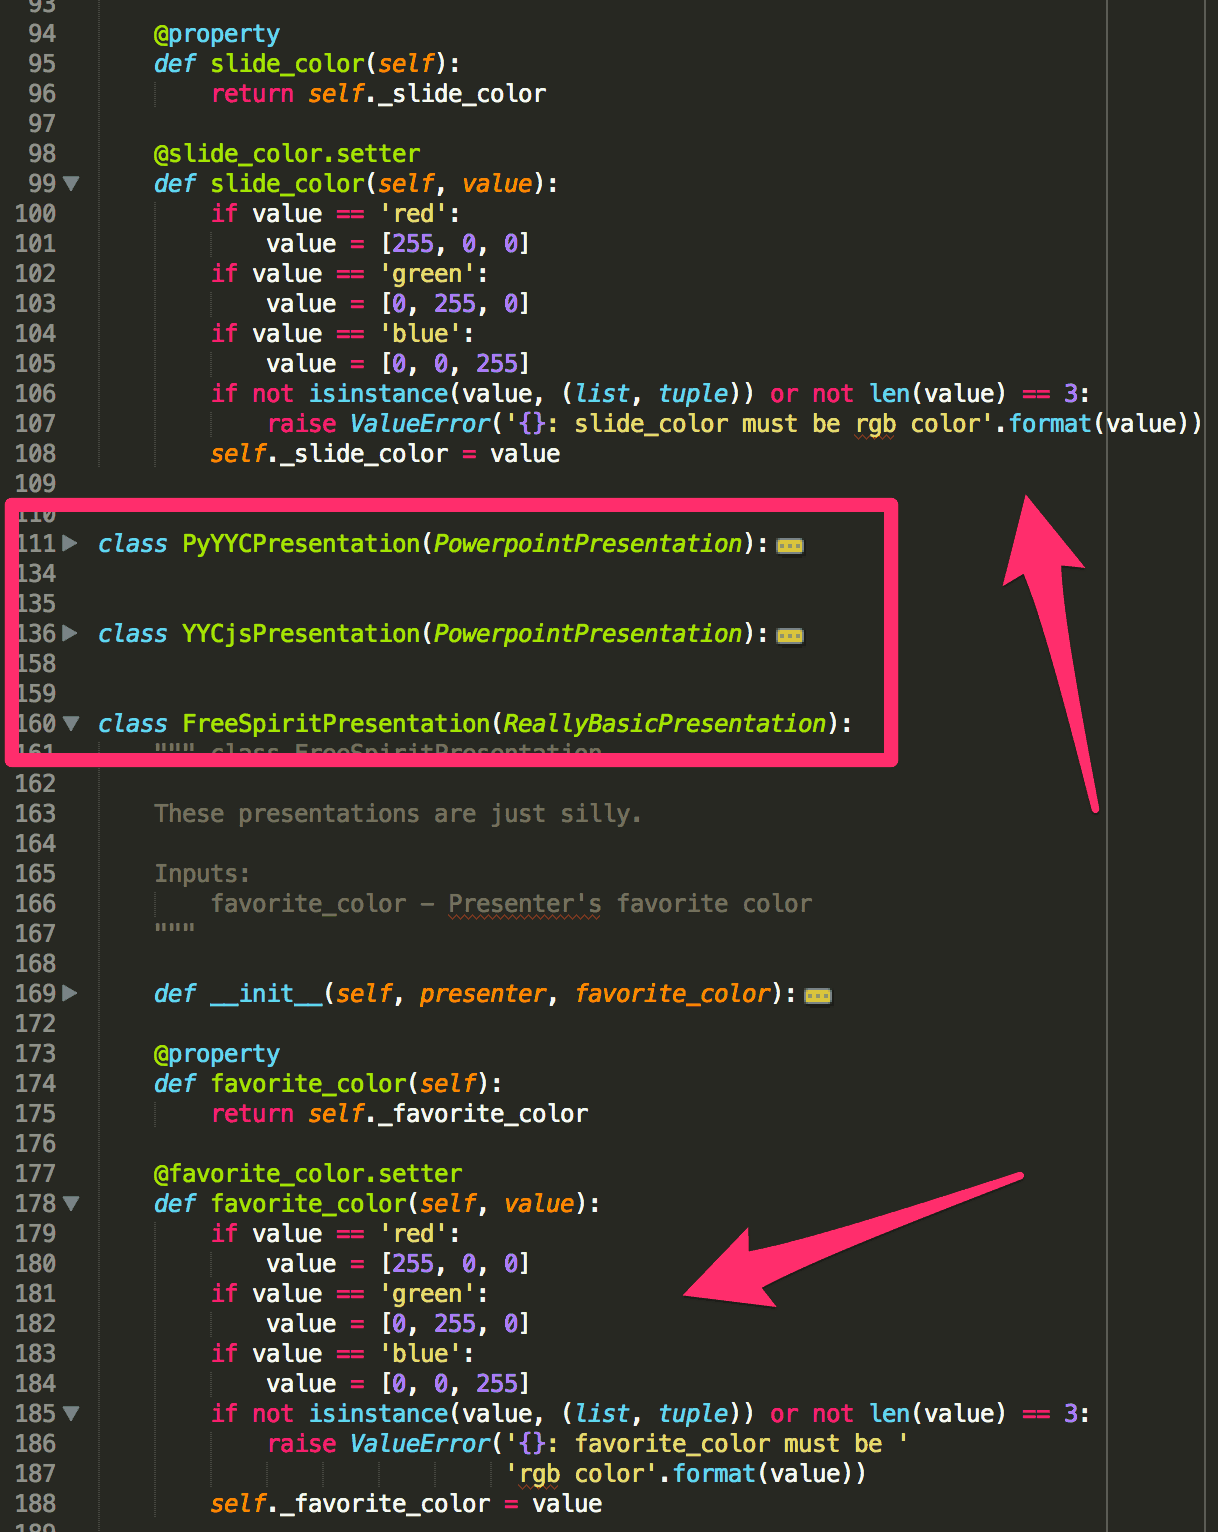 93
94 @property
95 def slide_color(self):
96 return self._slide_color
97
98 @slide_color.setter
99 def slide_color(self, value):
100 if value == 'red':
101 value = [255, 0, 0]
102 if value == 'green':
103 value = [0, 255, 0]
104 if value == 'blue':
105 value = [0, 0, 255]
106 if not isinstance(value, (list, tuple)) or not len(value) == 3:
107 raise ValueError('{}: slide_color must be rgb color'.format(value))
108 self._slide_color = value
109
110
111 class PyYYCPresentation(PowerpointPresentation):
134
135
136 class YYCjsPresentation(PowerpointPresentation):
158
159
160 class FreeSpiritPresentation(ReallyBasicPresentation):
161 """ class FreeSpiritPresentation
162
163 These presentations are just silly.
164
165 Inputs:
166 favorite_color - Presenter's favorite color
167 """
168
169 def __init__(self, presenter, favorite_color):
172
173 @property
174 def favorite_color(self):
175 return self._favorite_color
176
177 @favorite_color.setter
178 def favorite_color(self, value):
179 if value == 'red':
180 value = [255, 0, 0]
181 if value == 'green':
182 value = [0, 255, 0]
183 if value == 'blue':
184 value = [0, 0, 255]
185 if not isinstance(value, (list, tuple)) or not len(value) == 3:
186 raise ValueError('{}: favorite_color must be '
187 'rgb color'.format(value))
188 self._favorite_color = value
189